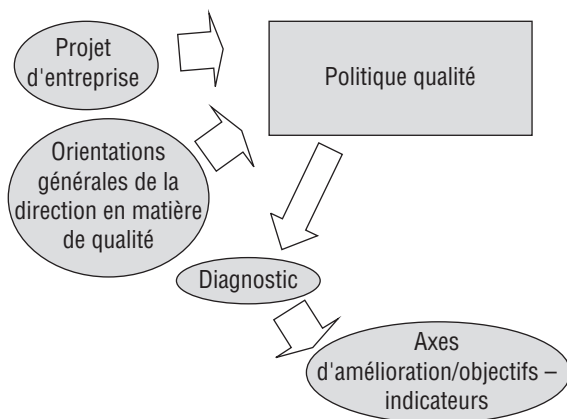 Projet
d'entreprise
Politique qualité
Orientations
générales de la
direction en matière
de qualité
Diagnostic
Axes
d'amélioration/objectifs –
indicateurs